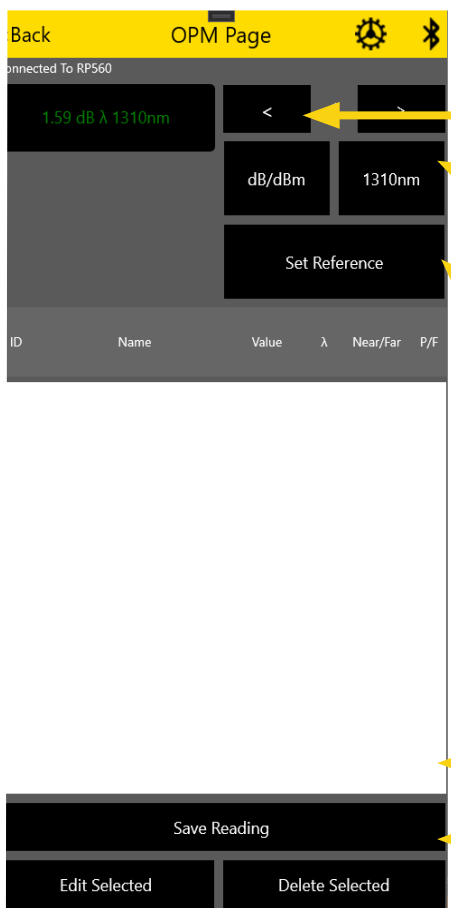 Back OPM Page
onnected To RP560
1.59 dB λ 1310nm < >
dB/dBm 1310nm
Set Reference
ID Name Value λ Near/Far P/F
Save Reading
Edit Selected Delete Selected